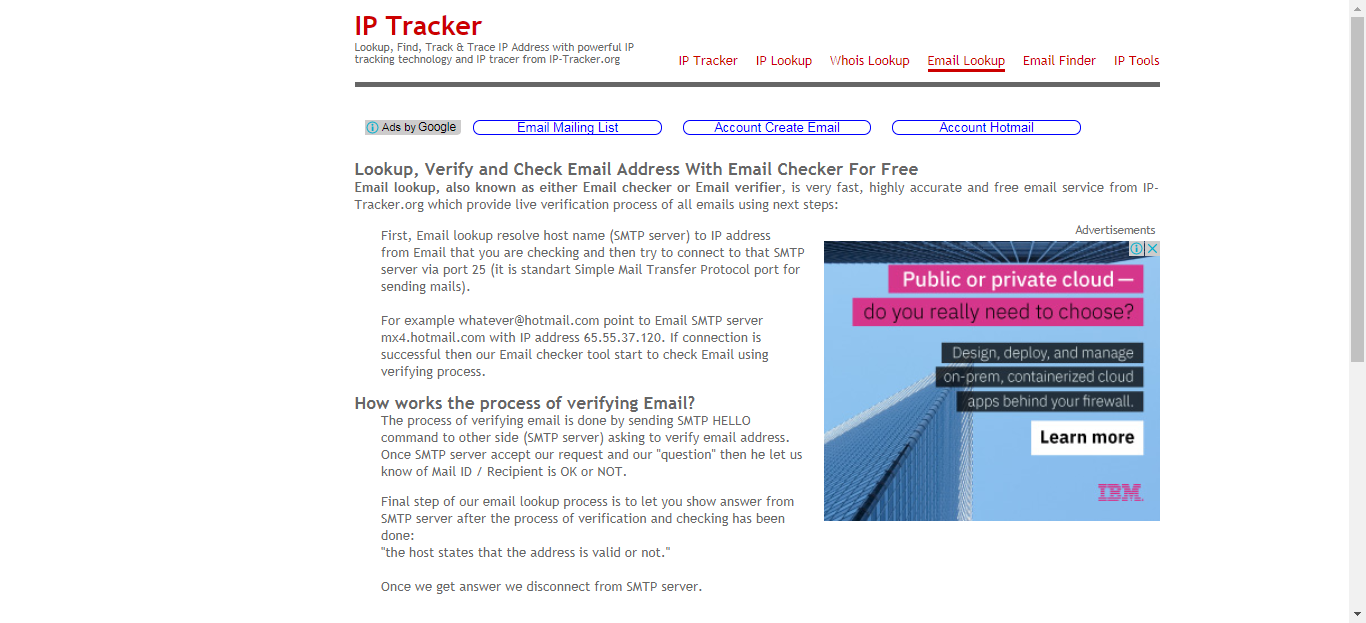 IP Tracker
Lookup, Find, Track & Trace IP Address with powerful IP
tracking technology and IP tracer from IP-Tracker.org
IP Tracker IP Lookup Whois Lookup Email Lookup Email Finder IP Tools
Ads by Google Email Mailing List Account Create Email Account Hotmail
Lookup, Verify and Check Email Address With Email Checker For Free
Email lookup, also known as either Email checker or Email verifier, is very fast, highly accurate and free email service from IP-
Tracker.org which provide live verification process of all emails using next steps:
First, Email lookup resolve host name (SMTP server) to IP address
from Email that you are checking and then try to connect to that SMTP
server via port 25 (it is standart Simple Mail Transfer Protocol port for
sending mails).
For example whatever@hotmail.com point to Email SMTP server
mx4.hotmail.com with IP address 65.55.37.120. If connection is
successful then our Email checker tool start to check Email using
verifying process.
How works the process of verifying Email?
The process of verifying email is done by sending SMTP HELLO
command to other side (SMTP server) asking to verify email address.
Once SMTP server accept our request and our "question" then he let us
know of Mail ID / Recipient is OK or NOT.
Final step of our email lookup process is to let you show answer from
SMTP server after the process of verification and checking has been
done:
"the host states that the address is valid or not."
Once we get answer we disconnect from SMTP server.
Advertisements
Public or private cloud —
do you really need to choose?
Design, deploy, and manage
on-prem, containerized cloud
apps behind your firewall.
Learn more
IBM.